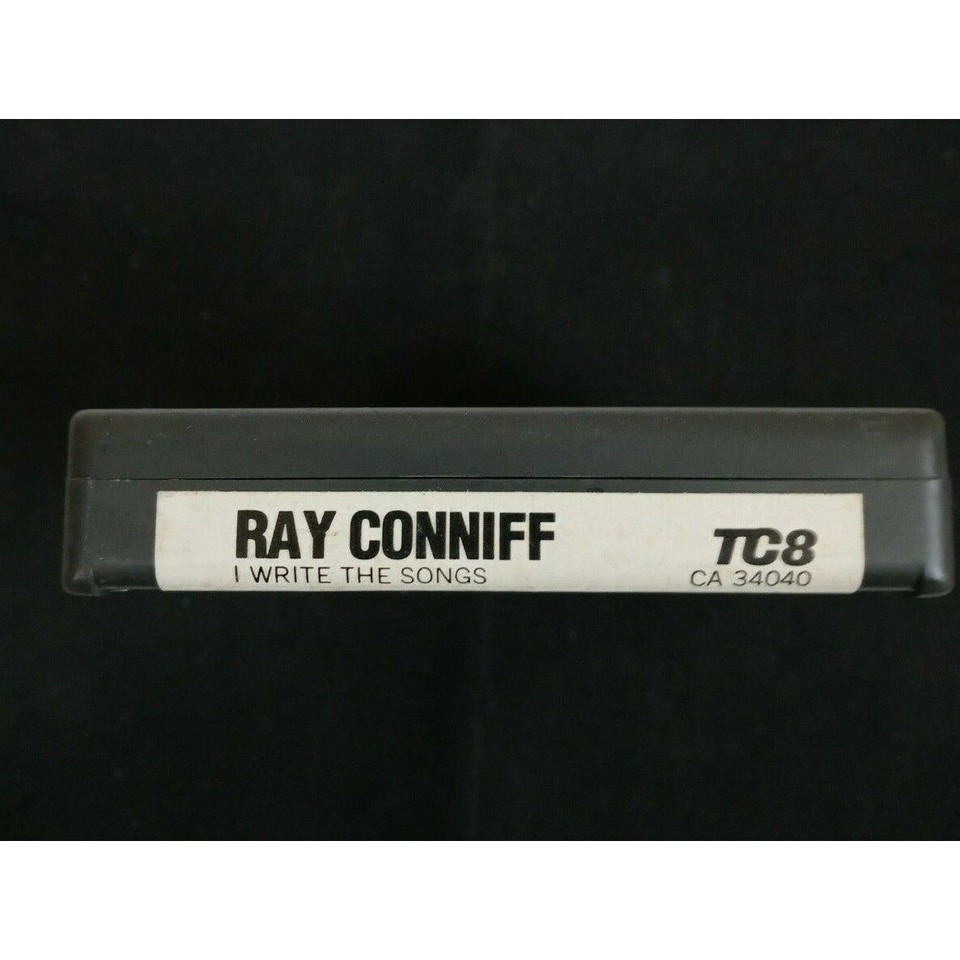 RAY CONNIFF
I WRITE THE SONGS
TC8
CA 34040